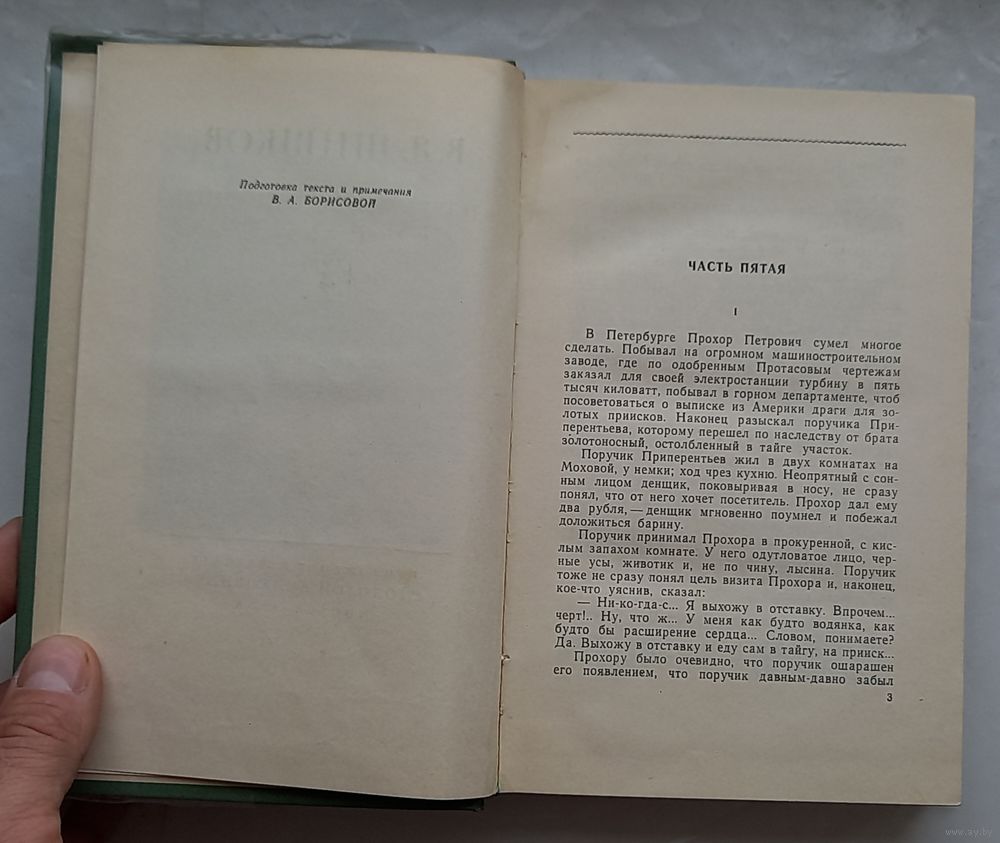 Подготовка текста и примечания
В. А. БОРИСОВОЙ
ЧАСТЬ ПЯТАЯ
I
В Петербурге Прохор Петрович сумел многое
сделать. Побывал на огромном машиностроительном
заводе, где по одобренным Протасовым чертежам
заказал для своей электростанции турбину в пять
тысяч киловатт, побывал в горном департаменте, чтоб
посоветоваться о выписке из Америки драги для зо-
лотых приисков. Наконец разыскал поручика При-
перентьева, которому перешел по наследству от брата
золотоносный, остолбленный в тайге участок.
Поручик Приперентьев жил в двух комнатах на
Моховой, у немки; ход чрез кухню. Неопрятный с сон-
ным лицом денщик, поковыривая в носу, не сразу
понял, что от него хочет посетитель. Прохор дал ему
два рубля, — денщик мгновенно поумнел и побежал
доложиться барину.
Поручик принимал Прохора в прокуренной, с кис-
лым запахом комнате. У него одутловатое лицо, чер-
ные усы, животик и, не по чину, лысина. Поручик
тоже не сразу понял цель визита Прохора и, наконец,
кое-что уяснив, сказал:
— Ни-ко-гда-с... Я выхожу в отставку. Впрочем...
черт!.. Ну, что ж... У меня как будто водянка, как
будто бы расширение сердца... Словом, понимаете?
Да. Выхожу в отставку и еду сам в тайгу, на прииск...
Прохору было очевидно, что поручик ошарашен
его появлением, что поручик давным-давно забыл
3
www.ay.by